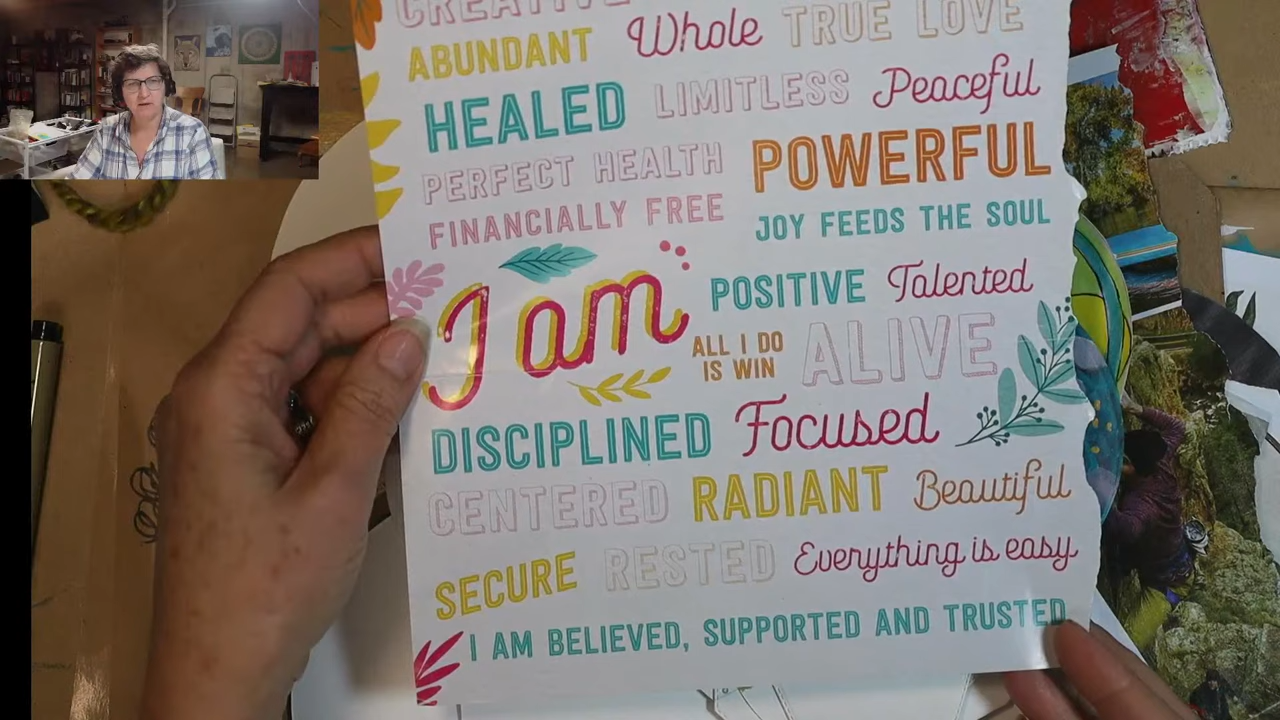 CREATIVE
ABUNDANT Whole TRUE LOVE
HEALED LIMITLESS Peaceful
PERFECT HEALTH POWERFUL
FINANCIALLY FREE JOY FEEDS THE SOUL
I am POSITIVE Talented
ALL I DO
IS WIN ALIVE
DISCIPLINED Focused
CENTERED RADIANT Beautiful
SECURE RESTED Everything is easy
I AM BELIEVED, SUPPORTED AND TRUSTED